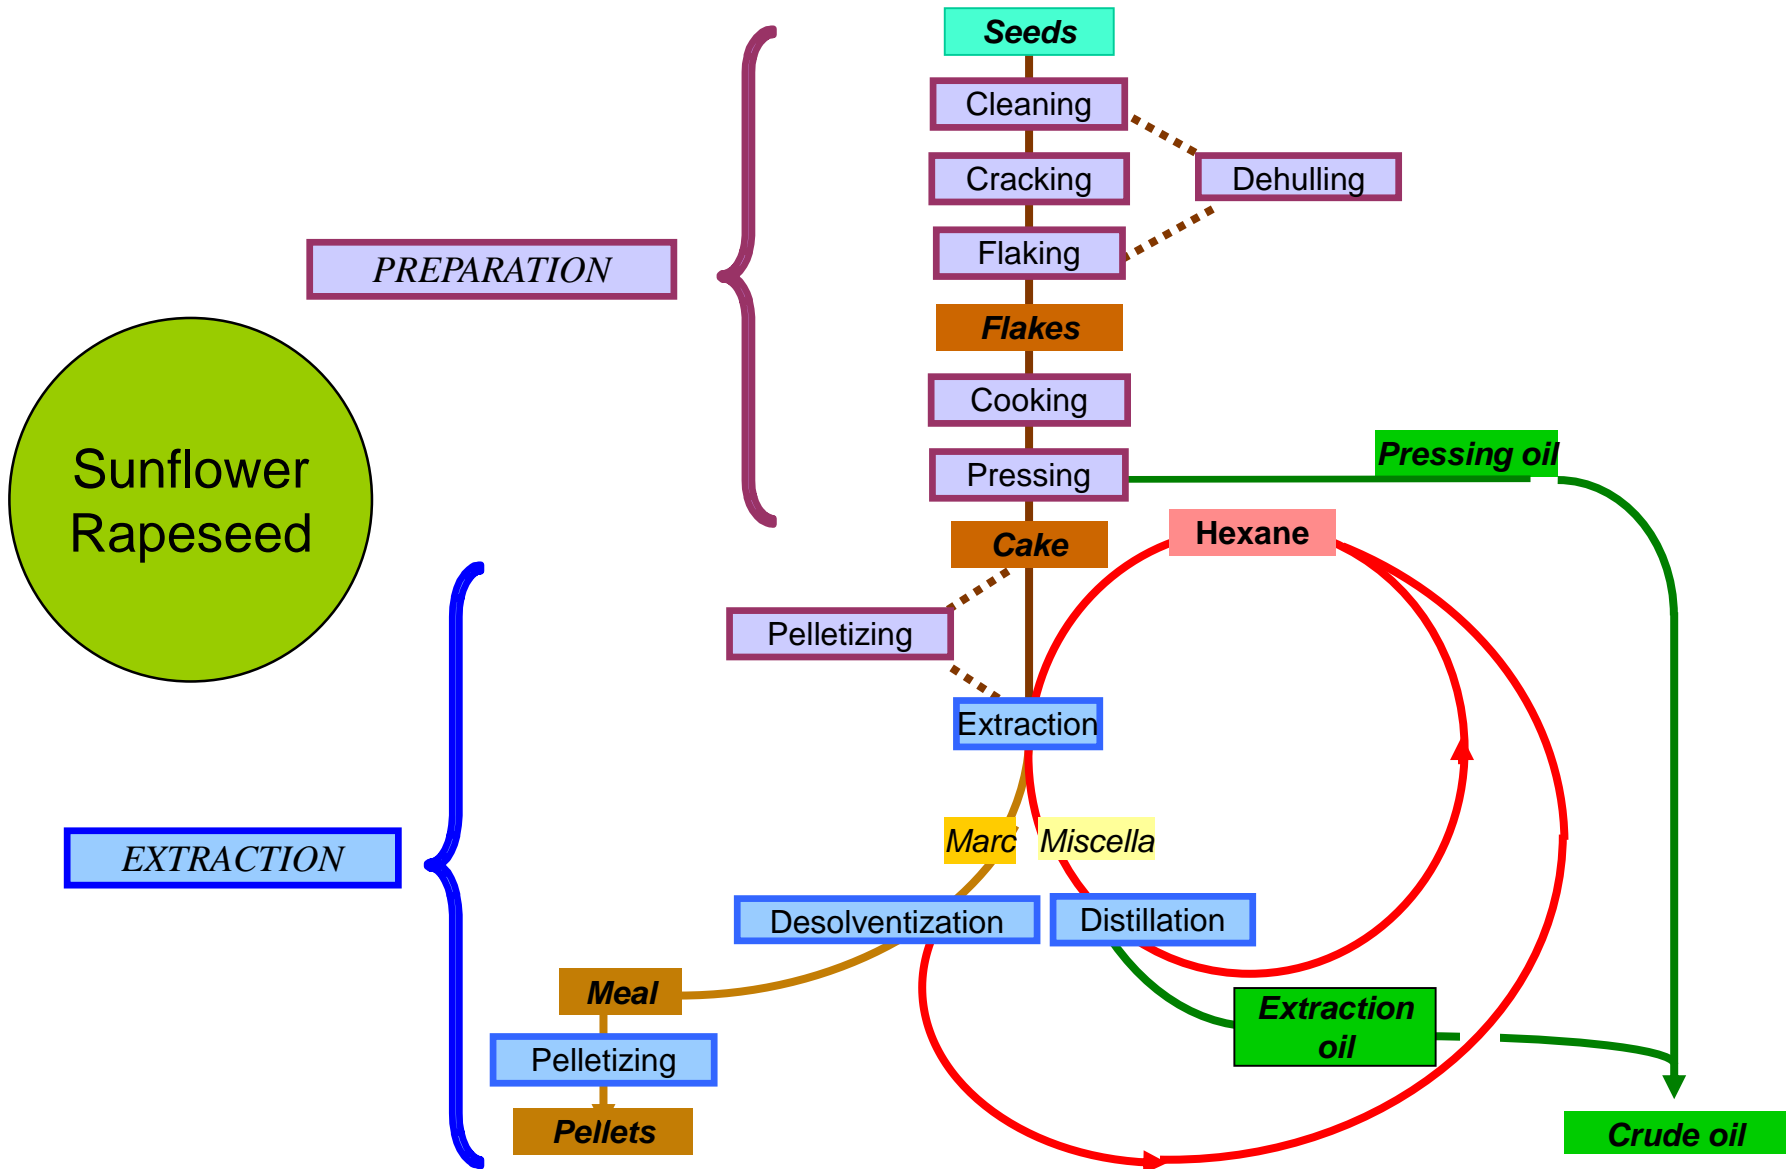 Seeds
Cleaning
Cracking
Dehulling
Flaking
PREPARATION
Flakes
Cooking
Pressing oil
Sunflower
Rapeseed
Pressing
Cake
Hexane
Pelletizing
Extraction
Marc
Miscella
EXTRACTION
Desolventization
Distillation
Meal
Extraction
oil
Pelletizing
Pellets
Crude oil